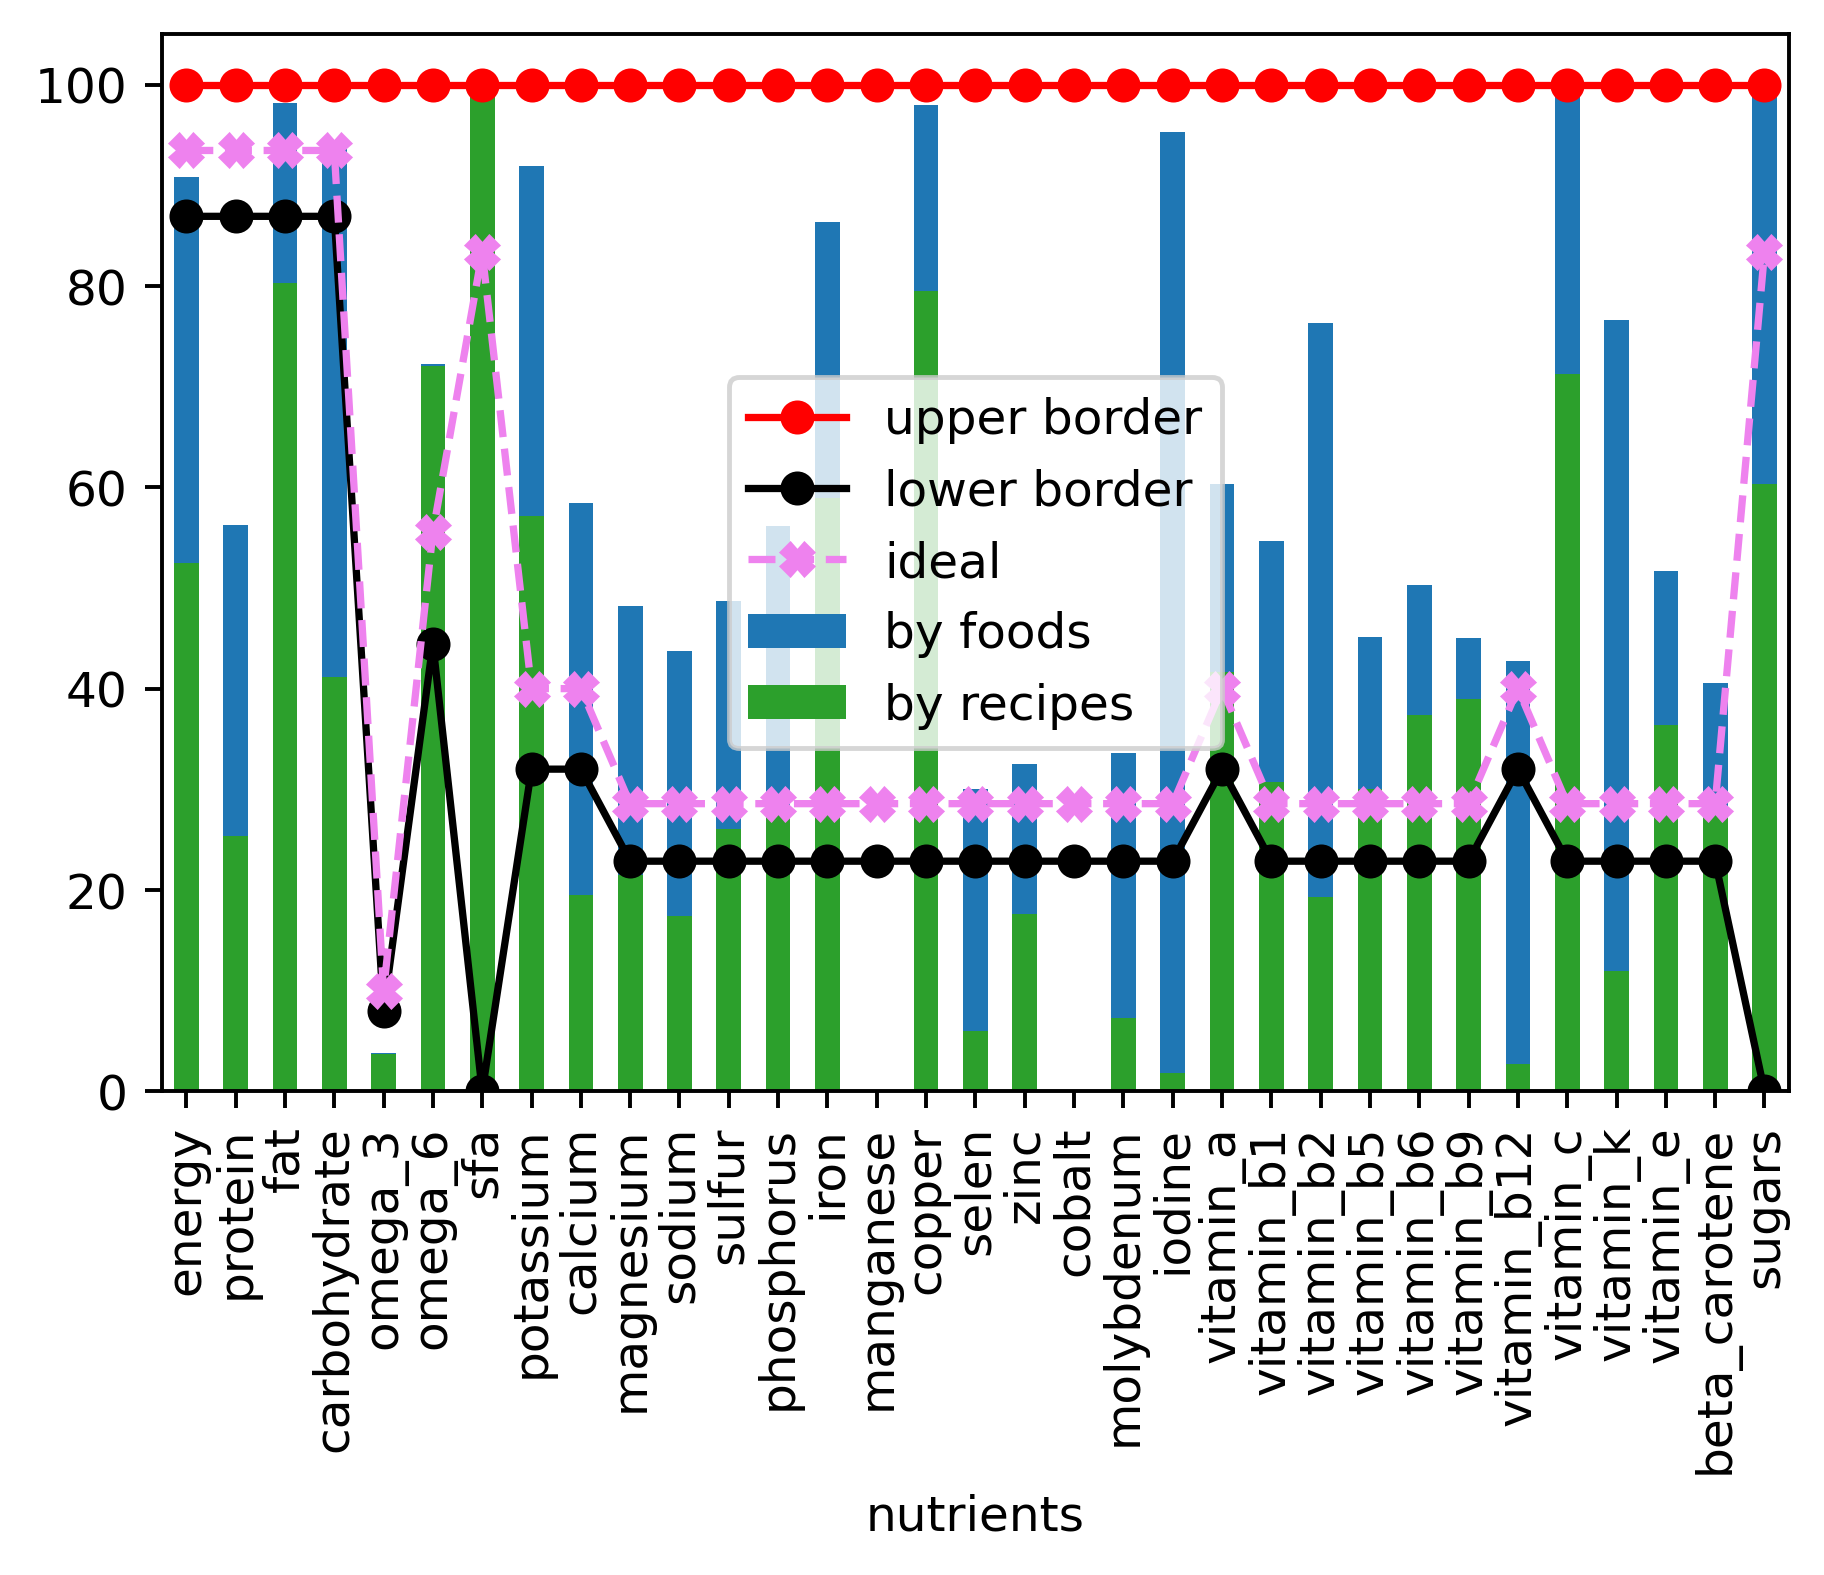 100
80
60
40
20
0
upper border
lower border
ideal
by foods
by recipes
energy
protein
fat
carbohydrate
omega_3
omega_6
sfa
potassium
calcium
magnesium
sodium
sulfur
phosphorus
iron
manganese
copper
selen
zinc
cobalt
molybdenum
iodine
vitamin_a
vitamin_b1
vitamin_b2
vitamin_b5
vitamin_b6
vitamin_b9
vitamin_b12
vitamin_c
vitamin_k
vitamin_e
beta_carotene
sugars
nutrients